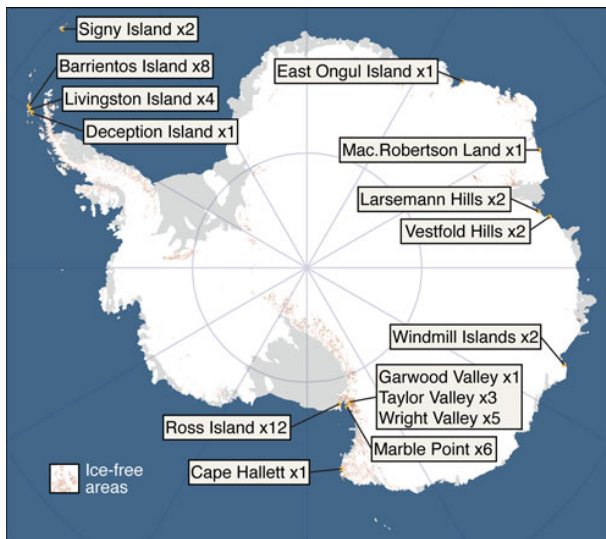 Signy Island x2
Barrientos Island x8
Livingston Island x4
Deception Island x1
East Ongul Island x1
Mac.Robertson Land x1
Larsemann Hills x2
Vestfold Hills x2
Windmill Islands x2
Garwood Valley x1
Taylor Valley x3
Wright Valley x5
Ross Island x12
Marble Point x6
Cape Hallett x1
Ice-free
areas